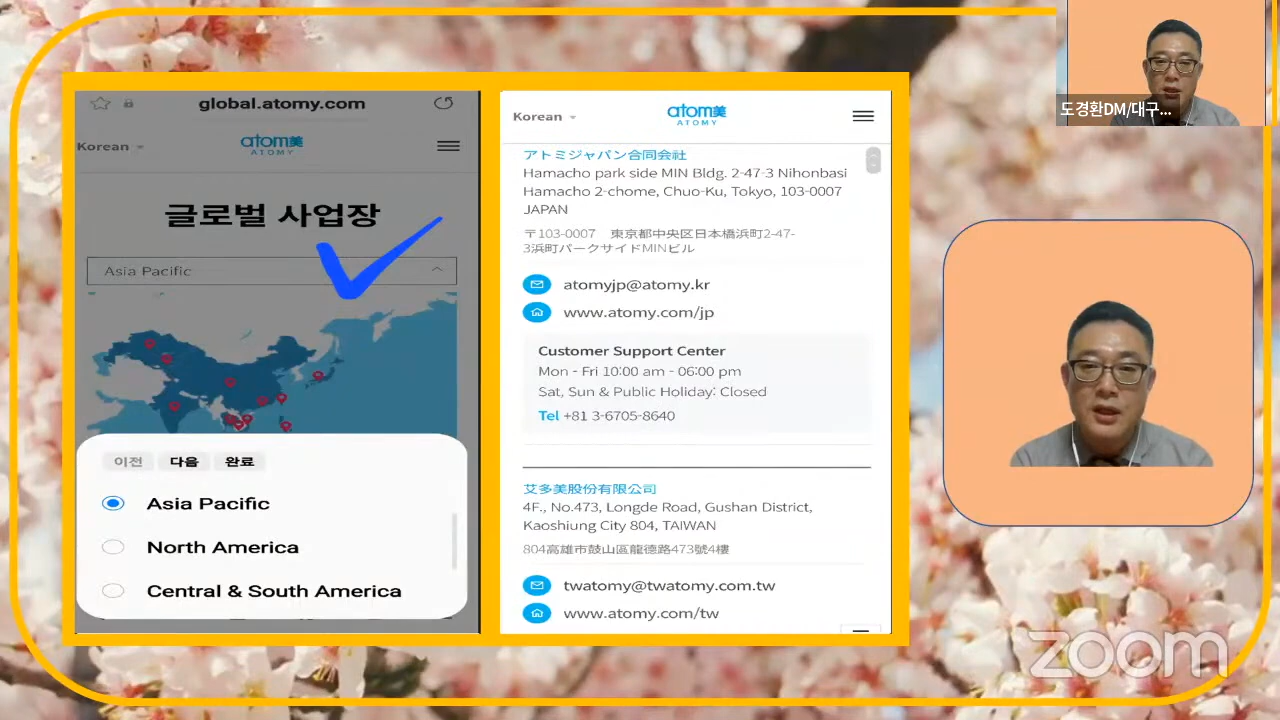 global.atomy.com
Korean
atom美
ATOMY
글로벌 사업장
Asia Pacific
이전 다음 완료
Asia Pacific
North America
Central & South America
Korean
atom美
ATOMY
アトミジャパン合同会社
Hamacho park side MIN Bldg. 2-47-3 Nihonbasi
Hamacho 2-chome, Chuo-Ku, Tokyo, 103-0007
JAPAN
〒103-0007　東京都中央区日本橋浜町2-47-
3浜町パークサイドMINビル
atomyjp@atomy.kr
www.atomy.com/jp
Customer Support Center
Mon - Fri 10:00 am - 06:00 pm
Sat, Sun & Public Holiday: Closed
Tel +81 3-6705-8640
艾多美股份有限公司
4F., No.473, Longde Road, Gushan District,
Kaoshiung City 804, TAIWAN
804高雄市鼓山區龍德路473號4樓
twatomy@twatomy.com.tw
www.atomy.com/tw
도경환DM/대구...
zoom